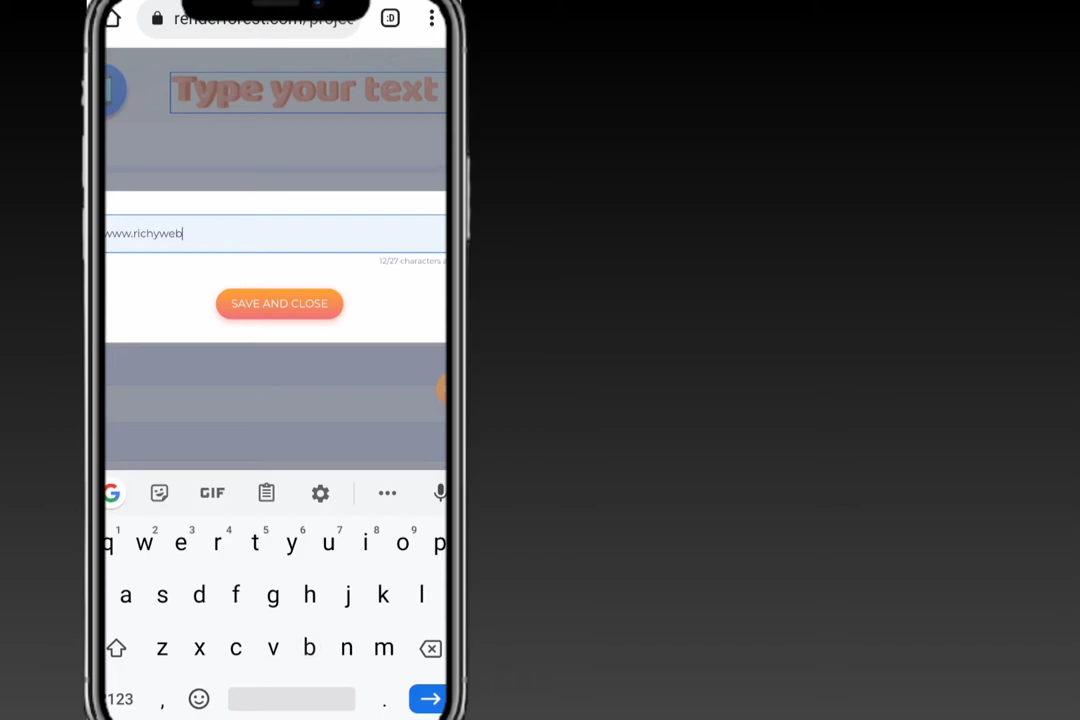 renderforest.com/projec
:D
Type your text
www.richyweb
12/27 characters
SAVE AND CLOSE
G GIF
1 2 3 4 5 6 7 8 9
q w e r t y u i o p
a s d f g h j k l
z x c v b n m
?123 , .